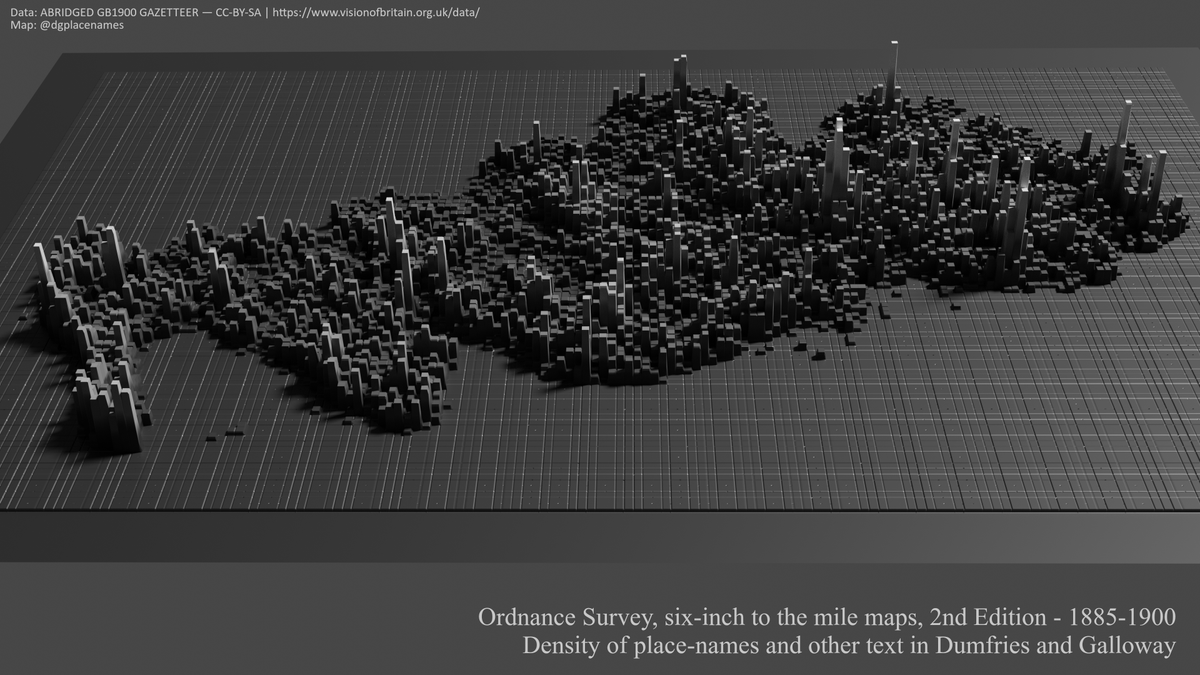 Data: ABRIDGED GB1900 GAZETTEER — CC-BY-SA | https://www.visionofbritain.org.uk/data/
Map: @dgplacenames
Ordnance Survey, six-inch to the mile maps, 2nd Edition - 1885-1900
Density of place-names and other text in Dumfries and Galloway